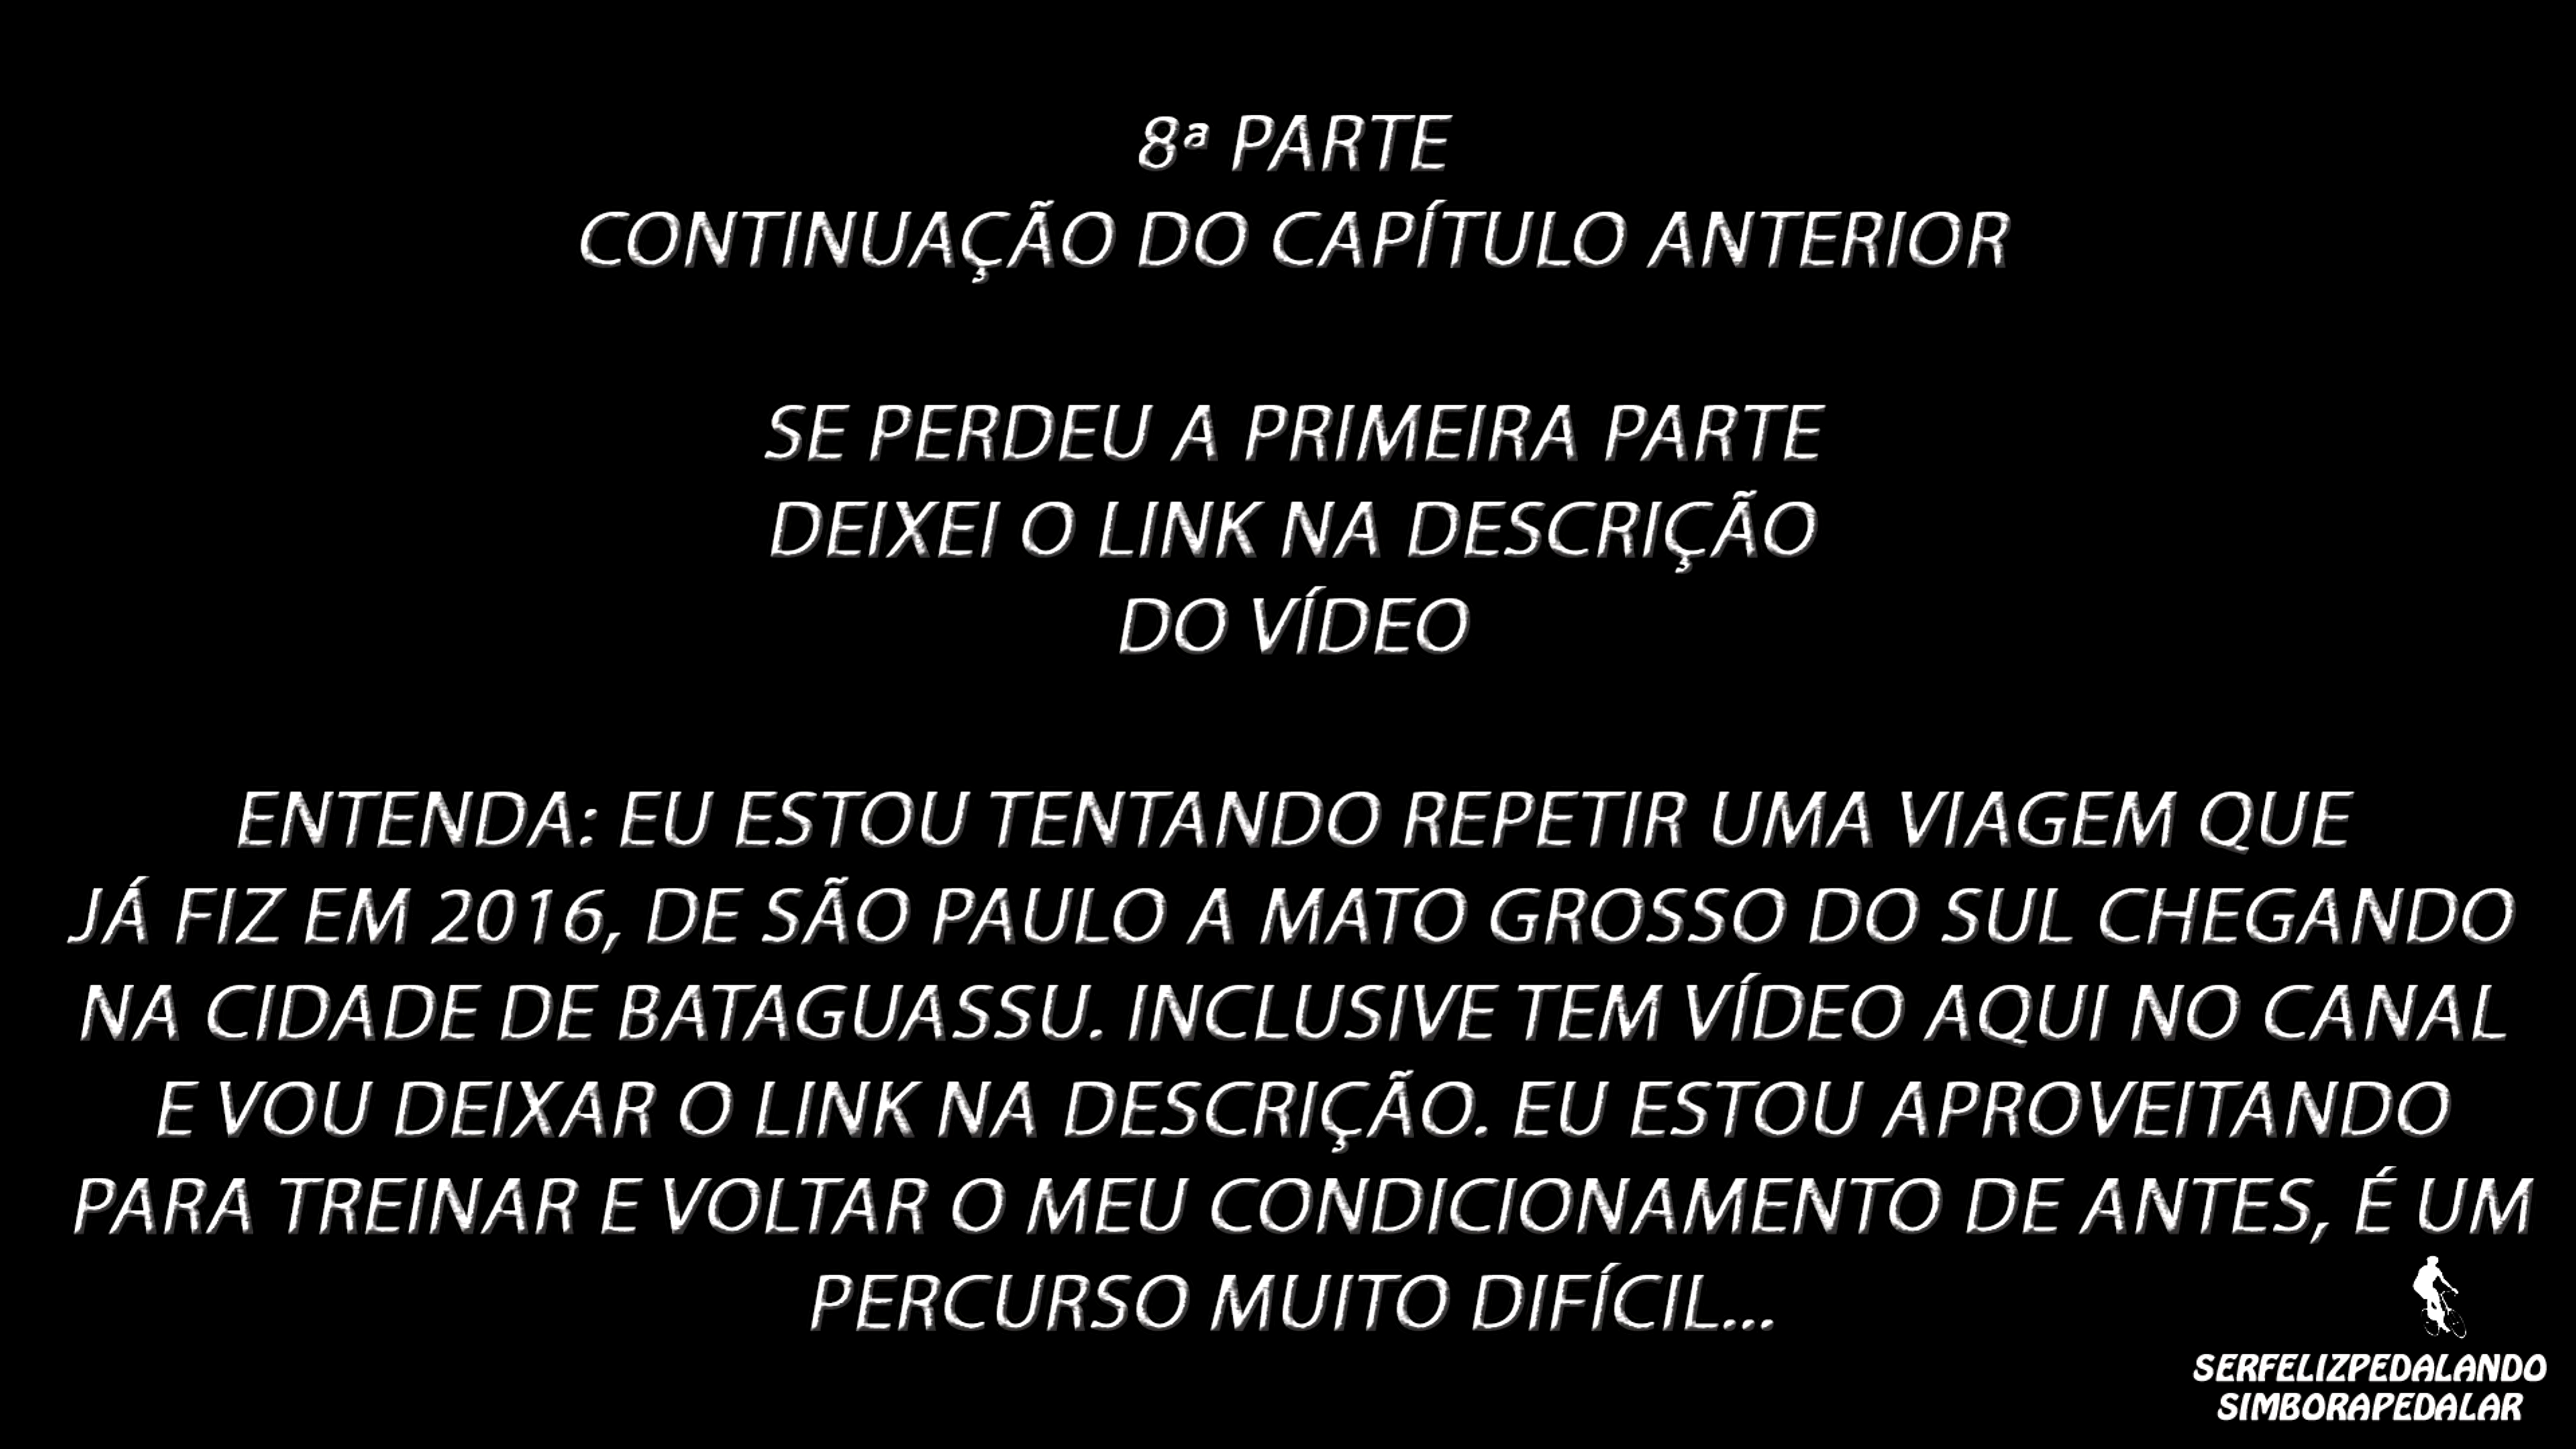 8ª PARTE
CONTINUAÇÃO DO CAPÍTULO ANTERIOR
SE PERDEU A PRIMEIRA PARTE
DEIXEI O LINK NA DESCRIÇÃO
DO VÍDEO
ENTENDA: EU ESTOU TENTANDO REPETIR UMA VIAGEM QUE
JÁ FIZ EM 2016, DE SÃO PAULO A MATO GROSSO DO SUL CHEGANDO
NA CIDADE DE BATAGUASSU. INCLUSIVE TEM VÍDEO AQUI NO CANAL
E VOU DEIXAR O LINK NA DESCRIÇÃO. EU ESTOU APROVEITANDO
PARA TREINAR E VOLTAR O MEU CONDICIONAMENTO DE ANTES, É UM
PERCURSO MUITO DIFÍCIL...
SERFELIZPEDALANDO
SIMBORAPEDALAR